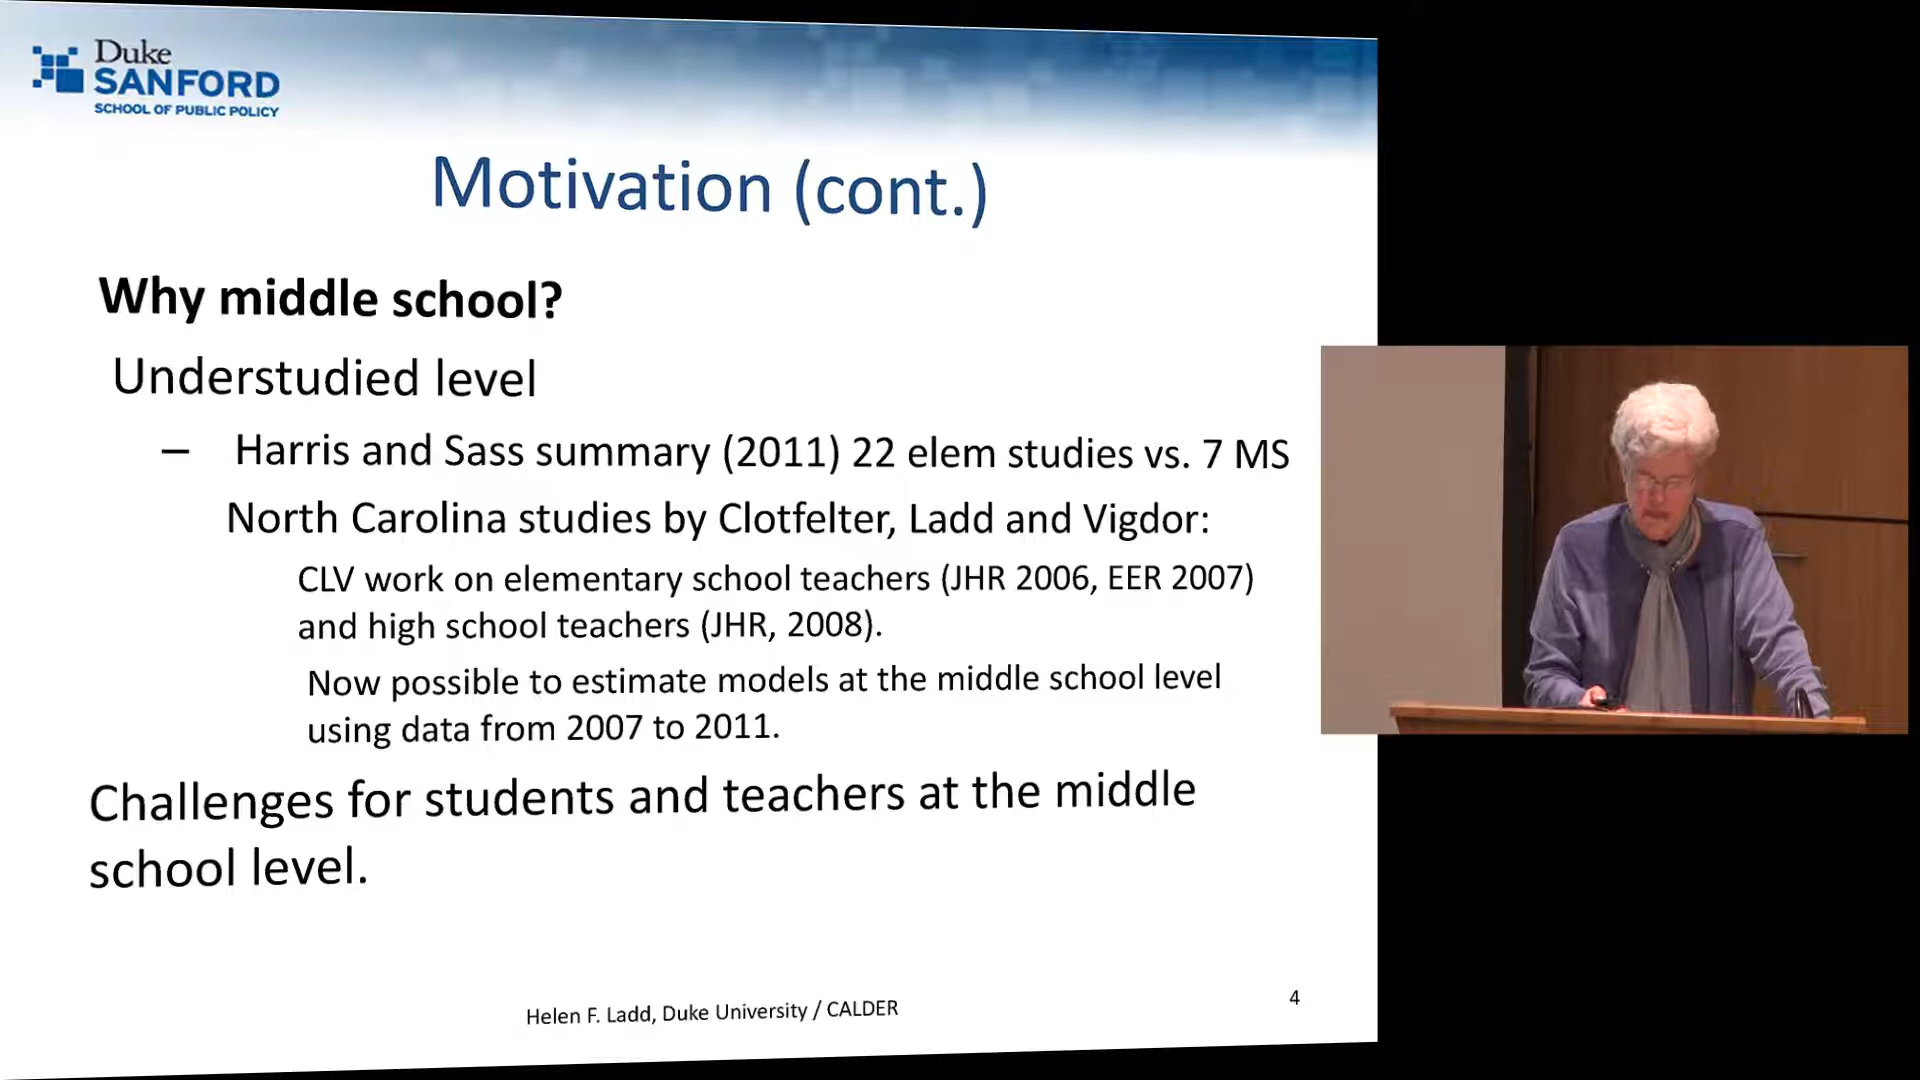 Duke
SANFORD
SCHOOL OF PUBLIC POLICY
Motivation (cont.)
Why middle school?
Understudied level
– Harris and Sass summary (2011) 22 elem studies vs. 7 MS
North Carolina studies by Clotfelter, Ladd and Vigdor:
CLV work on elementary school teachers (JHR 2006, EER 2007)
and high school teachers (JHR, 2008).
Now possible to estimate models at the middle school level
using data from 2007 to 2011.
Challenges for students and teachers at the middle
school level.
Helen F. Ladd, Duke University / CALDER
4